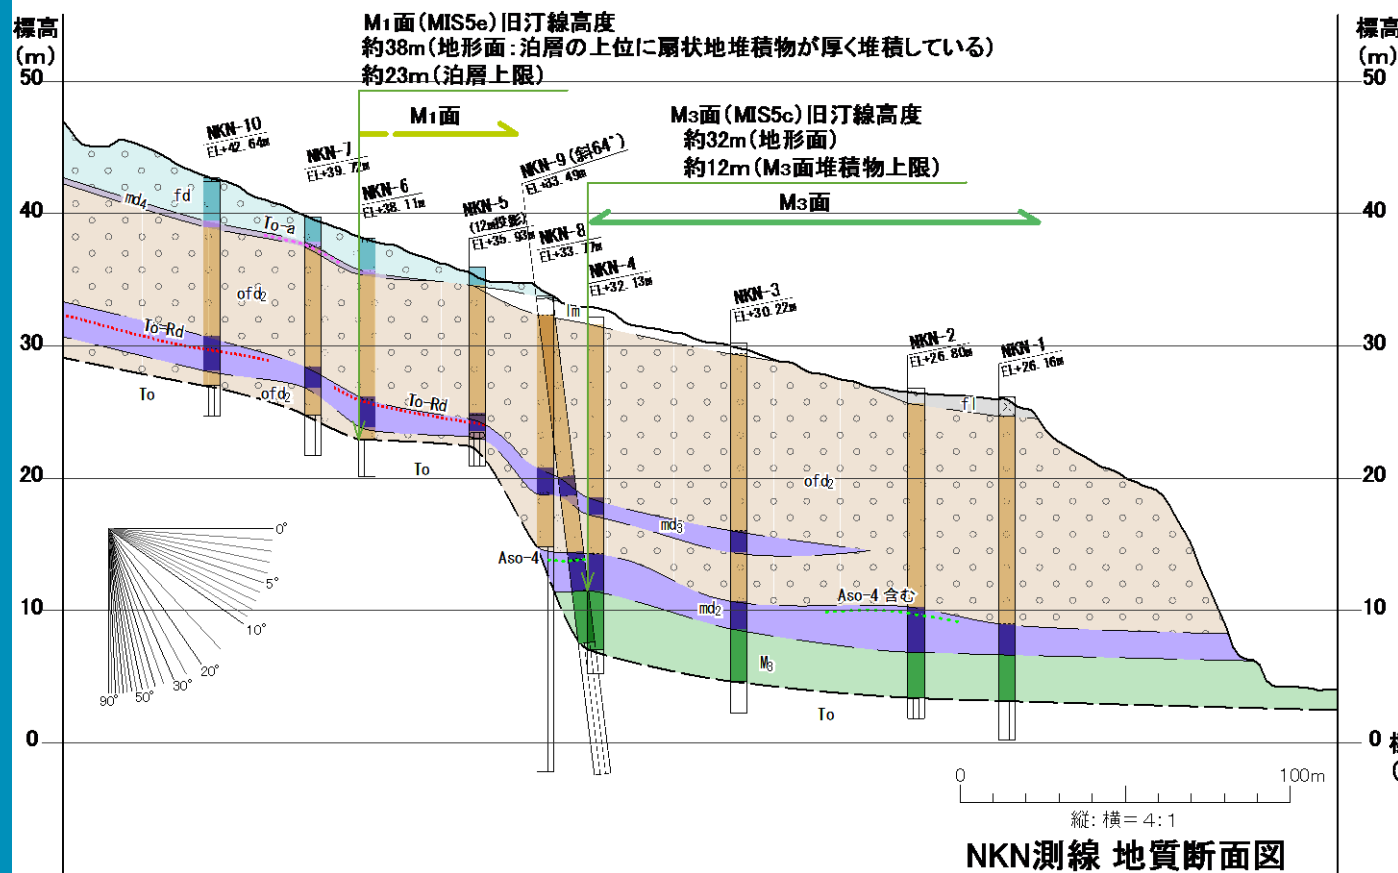 標高
(m)
50
40
30
20
10
0
M1面(MIS5e)旧汀線高度
約38m(地形面:泊層の上位に扇状地堆積物が厚く堆積している)
約23m(泊層上限)
M1面
M3面(MIS5c)旧汀線高度
約32m(地形面)
約12m(M3面堆積物上限)
M3面
標高
(m)
50
40
30
20
10
0
NKN-10
EL+42.64m
NKN-7
EL+39.72m
NKN-6
EL+38.11m
NKN-5
(12m投影)
EL+35.93m
NKN-9(斜64°)
EL+33.49m
NKN-8
EL+33.77m
NKN-4
EL+32.13m
NKN-3
EL+30.22m
NKN-2
EL+26.80m
NKN-1
EL+26.16m
md4
fd
To-a
ofd2
To-Rd
To
ofd2
To-Rd
To
lm
fl
ofd2
md3
Aso-4
md2
Aso-4 含む
M3
To
0°
5°
10°
20°
30°
50°
90°
0
100m
縦:横=4:1
NKN測線 地質断面図